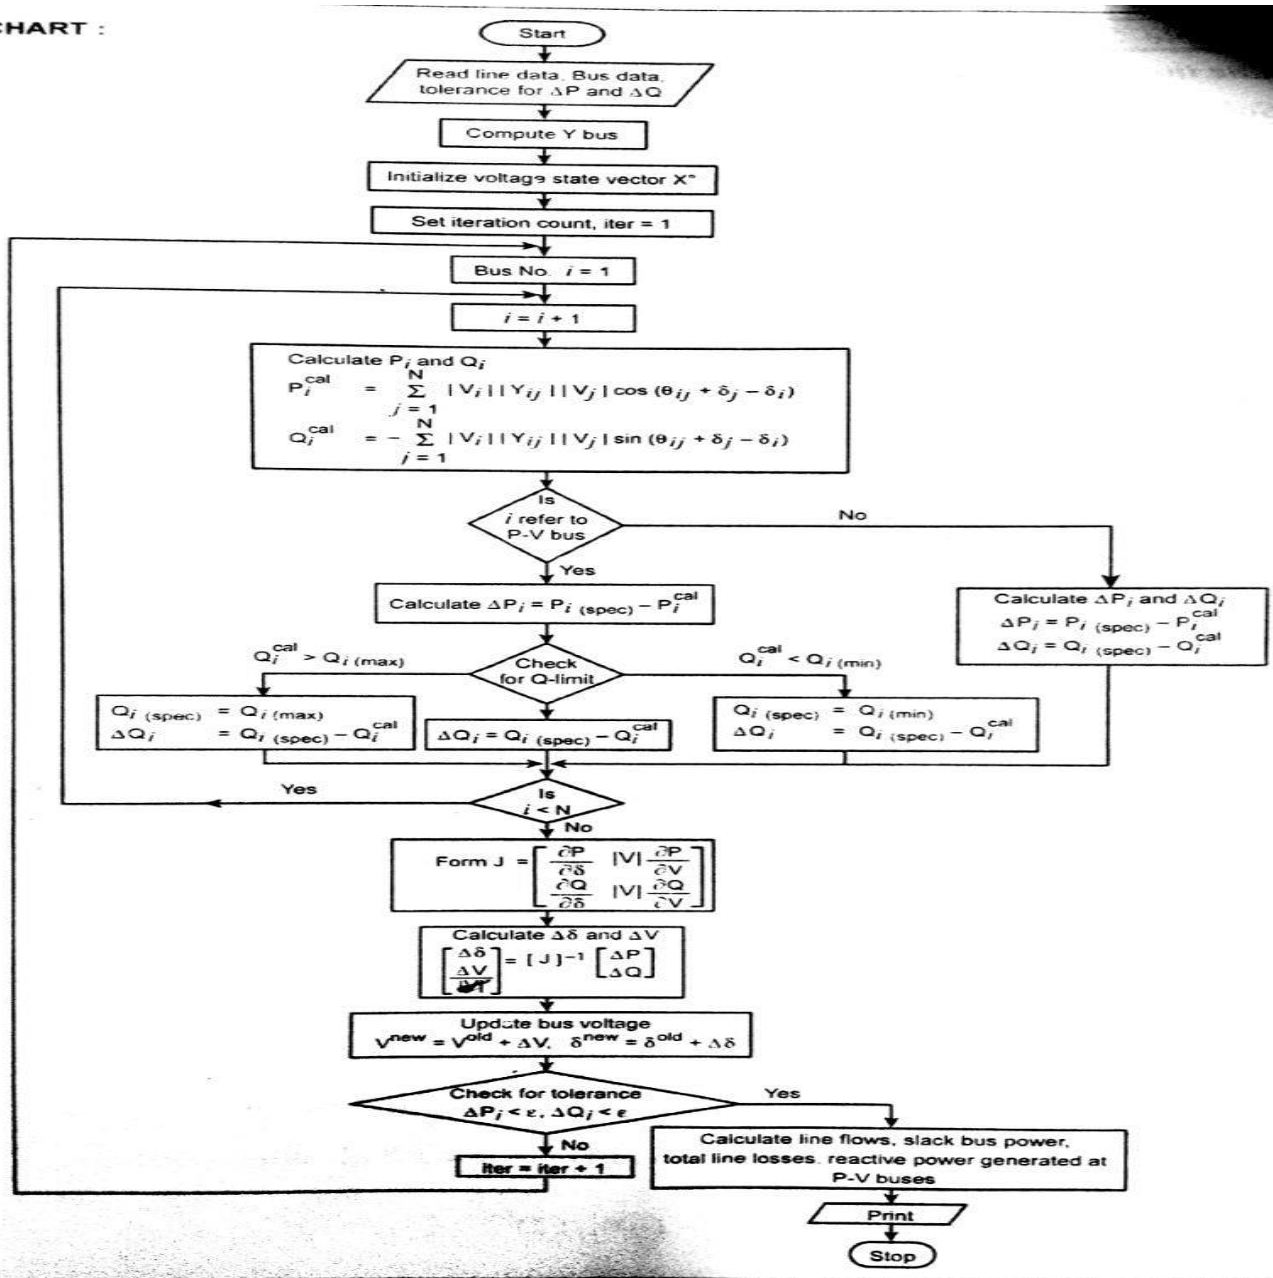 CHART :
Start
Read line data, Bus data,
tolerance for ΔP and ΔQ
Compute Y bus
Initialize voltage state vector X°
Set iteration count, iter = 1
Bus No. i = 1
i = i + 1
Calculate P_i and Q_i
P_i^cal = Σ_{j = 1}^{N} |V_i| |Y_ij| |V_j| cos (θ_ij + δ_j – δ_i)
Q_i^cal = – Σ_{j = 1}^{N} |V_i| |Y_ij| |V_j| sin (θ_ij + δ_j – δ_i)
Is
i refer to
P-V bus
No
Yes
Calculate ΔP_i = P_i (spec) – P_i^cal
Calculate ΔP_i and ΔQ_i
ΔP_i = P_i (spec) – P_i^cal
ΔQ_i = Q_i (spec) – Q_i^cal
Q_i^cal > Q_i (max)
Check
for Q-limit
Q_i^cal < Q_i (min)
Q_i (spec) = Q_i (max)
ΔQ_i = Q_i (spec) – Q_i^cal
ΔQ_i = Q_i (spec) – Q_i^cal
Q_i (spec) = Q_i (min)
ΔQ_i = Q_i (spec) – Q_i^cal
Yes
Is
i < N
No
Form J = [ ∂P/∂δ |V| ∂P/∂V
∂Q/∂δ |V| ∂Q/∂V ]
Calculate Δδ and ΔV
[ Δδ ; ΔV/|V| ] = [ J ]^–1 [ ΔP ; ΔQ ]
Update bus voltage
V^new = V^old + ΔV, δ^new = δ^old + Δδ
Check for tolerance
ΔP_i < ε, ΔQ_i < ε
Yes
No
iter = iter + 1
Calculate line flows, slack bus power,
total line losses, reactive power generated at
P-V buses
Print
Stop